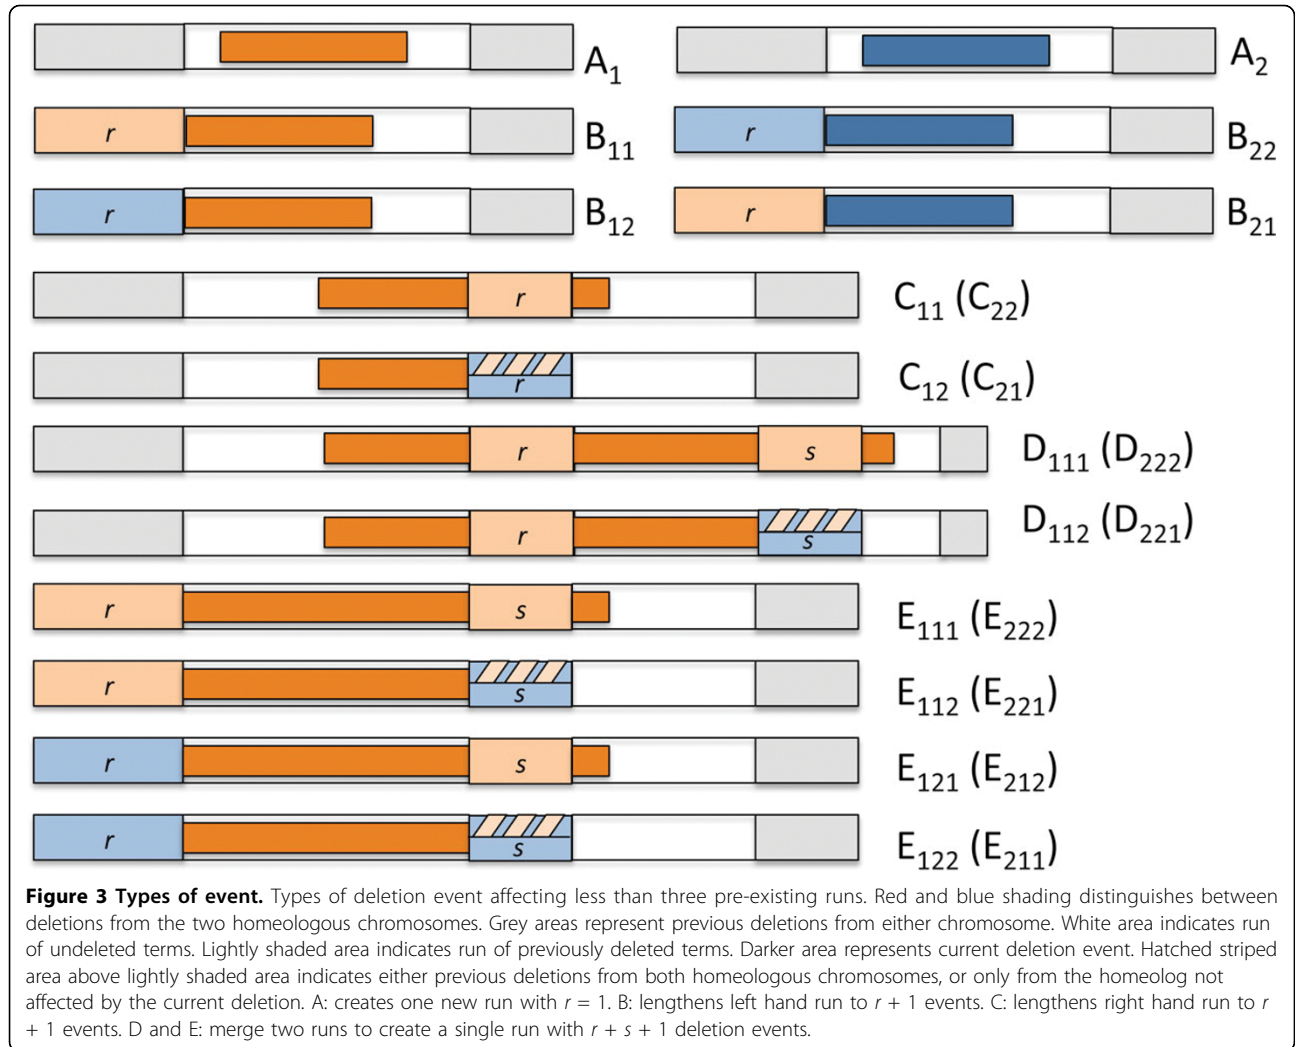 A1 A2
r B11 r B22
r B12 r B21
r C11 (C22)
r C12 (C21)
r s D111 (D222)
r s D112 (D221)
r s E111 (E222)
r s E112 (E221)
r s E121 (E212)
r s E122 (E211)
Figure 3 Types of event. Types of deletion event affecting less than three pre-existing runs. Red and blue shading distinguishes between
deletions from the two homeologous chromosomes. Grey areas represent previous deletions from either chromosome. White area indicates run
of undeleted terms. Lightly shaded area indicates run of previously deleted terms. Darker area represents current deletion event. Hatched striped
area above lightly shaded area indicates either previous deletions from both homeologous chromosomes, or only from the homeolog not
affected by the current deletion. A: creates one new run with r = 1. B: lengthens left hand run to r + 1 events. C: lengthens right hand run to r
+ 1 events. D and E: merge two runs to create a single run with r + s + 1 deletion events.